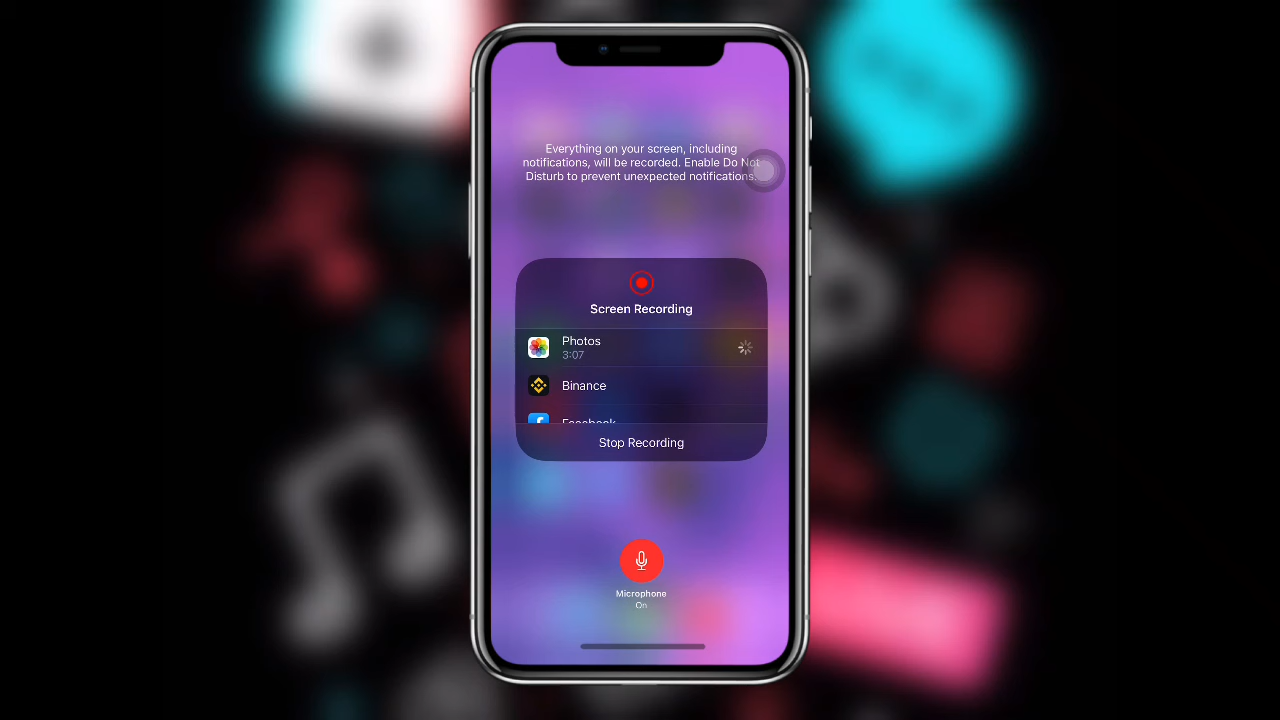 Everything on your screen, including
notifications, will be recorded. Enable Do Not
Disturb to prevent unexpected notifications.
Screen Recording
Photos
3:07
Binance
Facebook
Stop Recording
Microphone
On